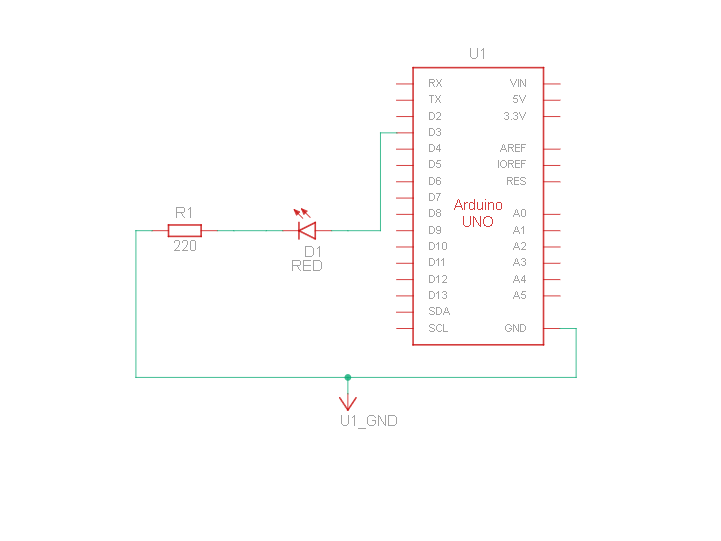 U1
RX VIN
TX 5V
D2 3.3V
D3
D4 AREF
D5 IOREF
D6 RES
D7
Arduino
D8 A0
UNO
D9 A1
D10 A2
D11 A3
D12 A4
D13 A5
SDA
SCL GND
R1
220
D1
RED
U1_GND